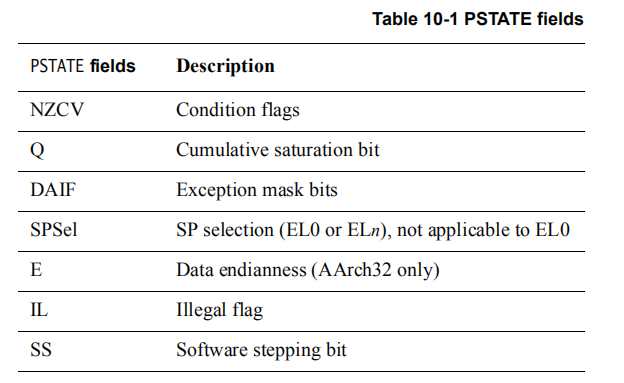 Table 10-1 PSTATE fields
PSTATE fields Description
NZCV Condition flags
Q Cumulative saturation bit
DAIF Exception mask bits
SPSel SP selection (EL0 or ELn), not applicable to EL0
E Data endianness (AArch32 only)
IL Illegal flag
SS Software stepping bit